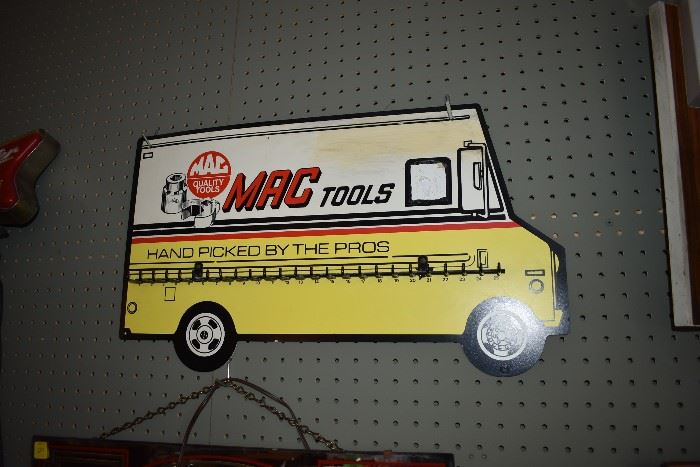 MAC
QUALITY
TOOLS
MAC TOOLS
HAND PICKED BY THE PROS